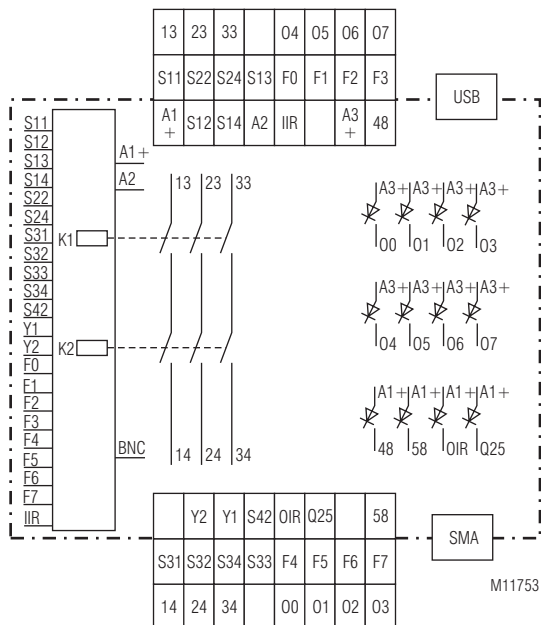 13 23 33 04 05 06 07
S11 S22 S24 S13 F0 F1 F2 F3
A1+ S12 S14 A2 IIR A3+ 48
USB
S11
S12
S13
S14
S22
S24
S31
S32
S33
S34
S42
Y1
Y2
F0
F1
F2
F3
F4
F5
F6
F7
IIR
A1+
A2
K1
K2
BNC
13 23 33
14 24 34
A3+ A3+ A3+ A3+
00 01 02 03
A3+ A3+ A3+ A3+
04 05 06 07
A1+ A1+ A1+ A1+
48 58 OIR Q25
Y2 Y1 S42 OIR Q25 58
S31 S32 S34 S33 F4 F5 F6 F7
14 24 34 00 01 02 03
SMA
M11753